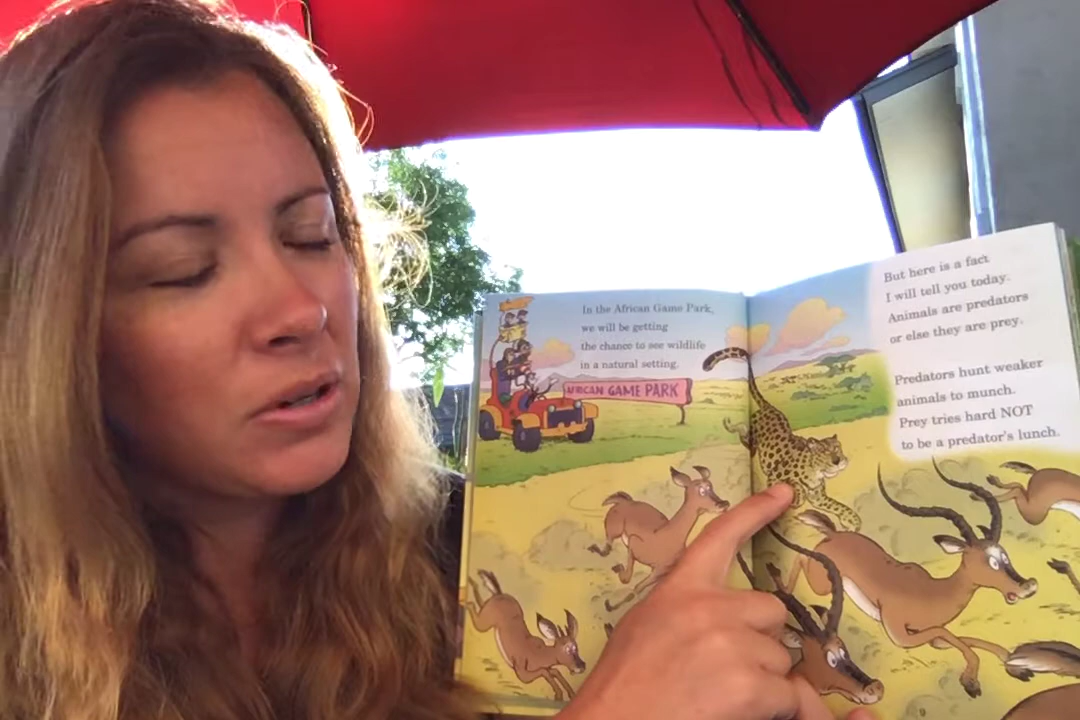 In the African Game Park,
we will be getting
the chance to see wildlife
in a natural setting.
AFRICAN GAME PARK
But here is a fact
I will tell you today.
Animals are predators
or else they are prey.
Predators hunt weaker
animals to munch.
Prey tries hard NOT
to be a predator's lunch.
9